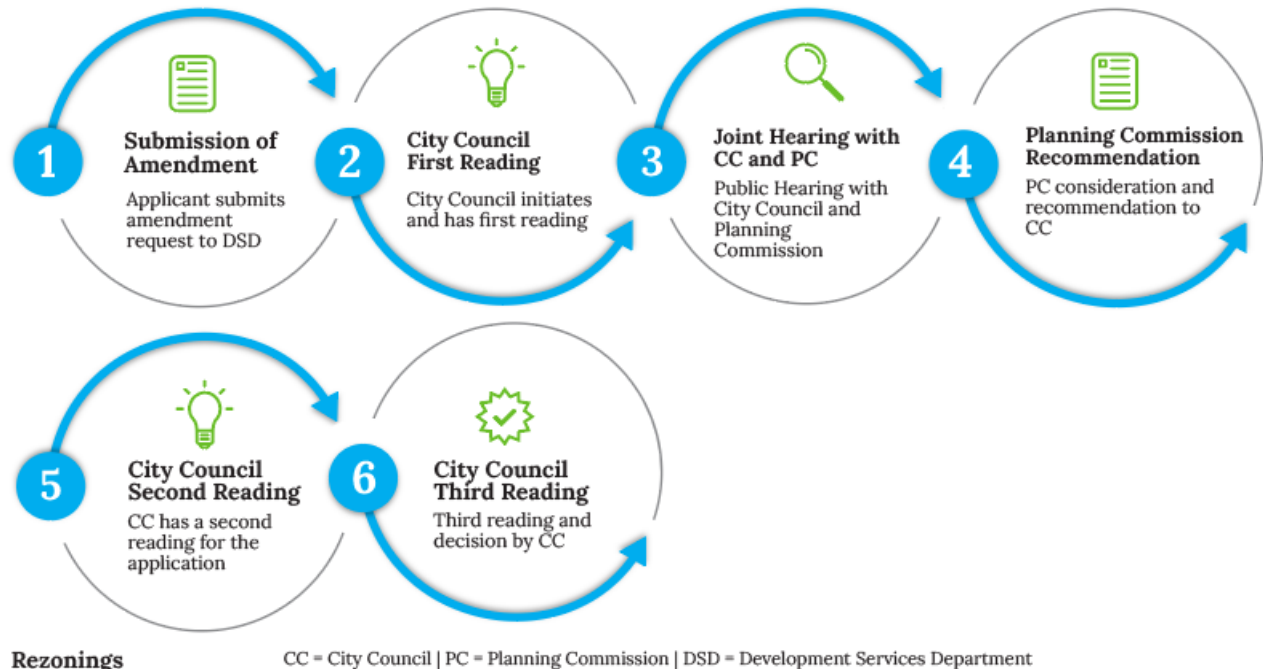 1
Submission of
Amendment
Applicant submits
amendment
request to DSD
2
City Council
First Reading
City Council initiates
and has first reading
3
Joint Hearing with
CC and PC
Public Hearing with
City Council and
Planning
Commission
4
Planning Commission
Recommendation
PC consideration and
recommendation to
CC
5
City Council
Second Reading
CC has a second
reading for the
application
6
City Council
Third Reading
Third reading and
decision by CC
Rezonings
CC = City Council | PC = Planning Commission | DSD = Development Services Department